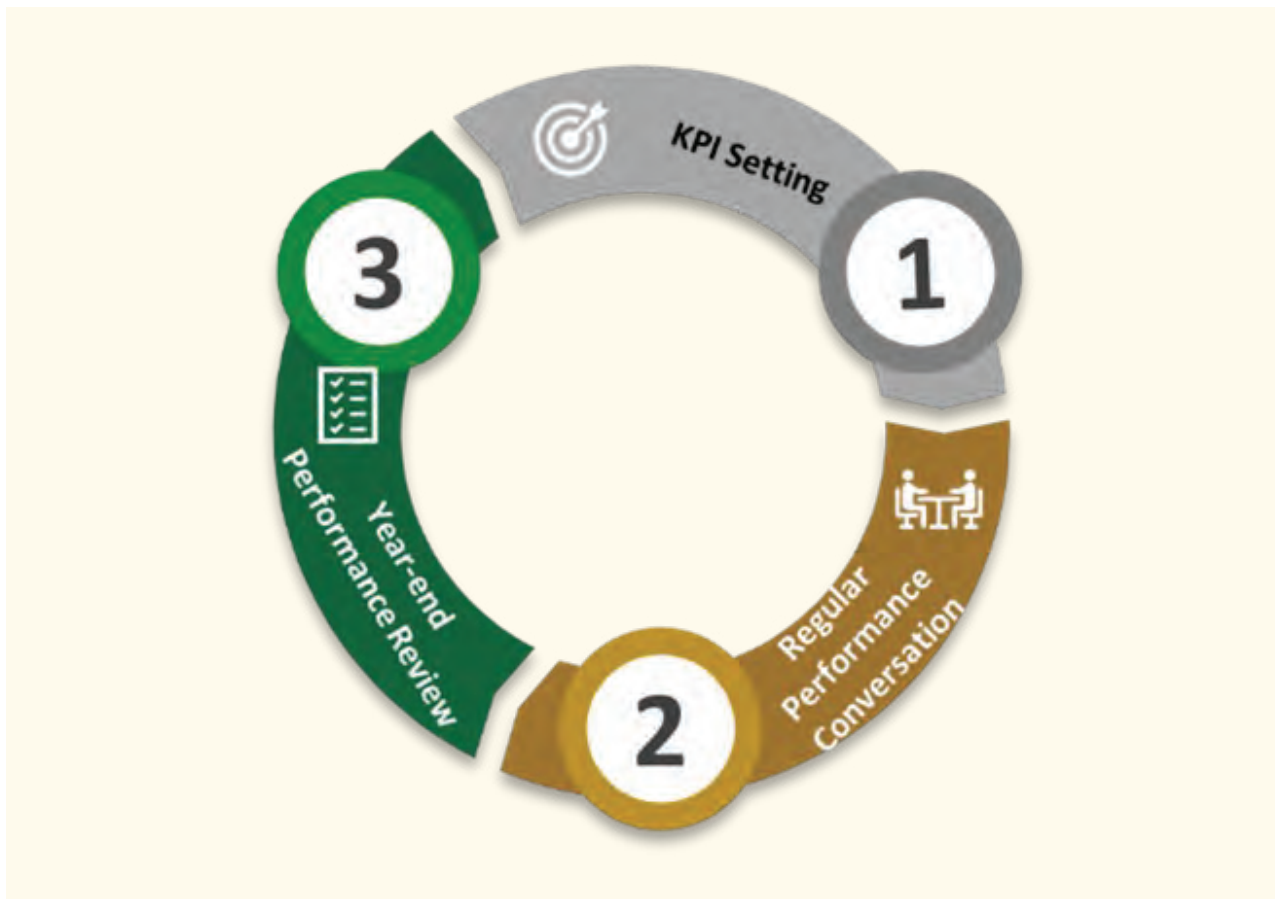 KPI Setting
1
Regular
Performance
Conversation
2
Year-end
Performance Review
3